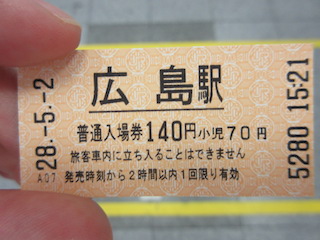 広島駅
普通入場券140円小児70円
旅客車内に立ち入ることはできません
発売時刻から2時間以内1回限り有効
28.-5.-2
A07
5280 15:21